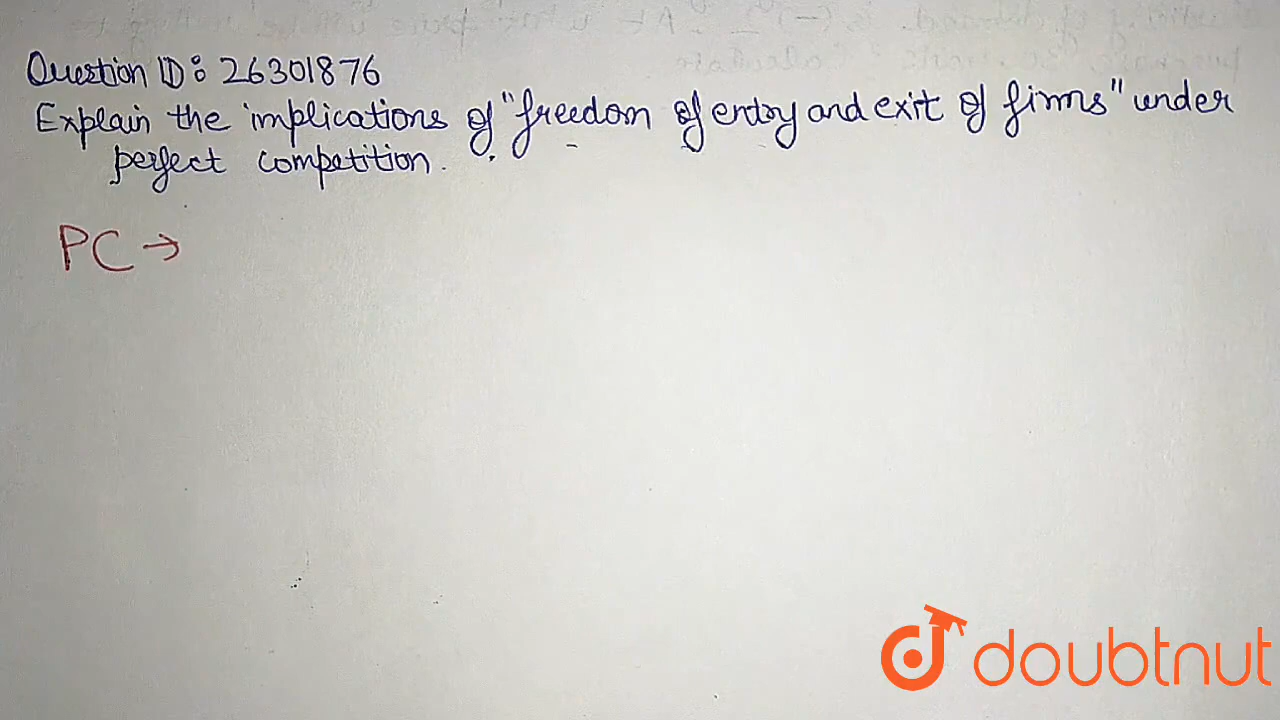 Question ID: 26301876
Explain the implications of "freedom of entry and exit of firms" under
perfect competition.
PC →
doubtnut